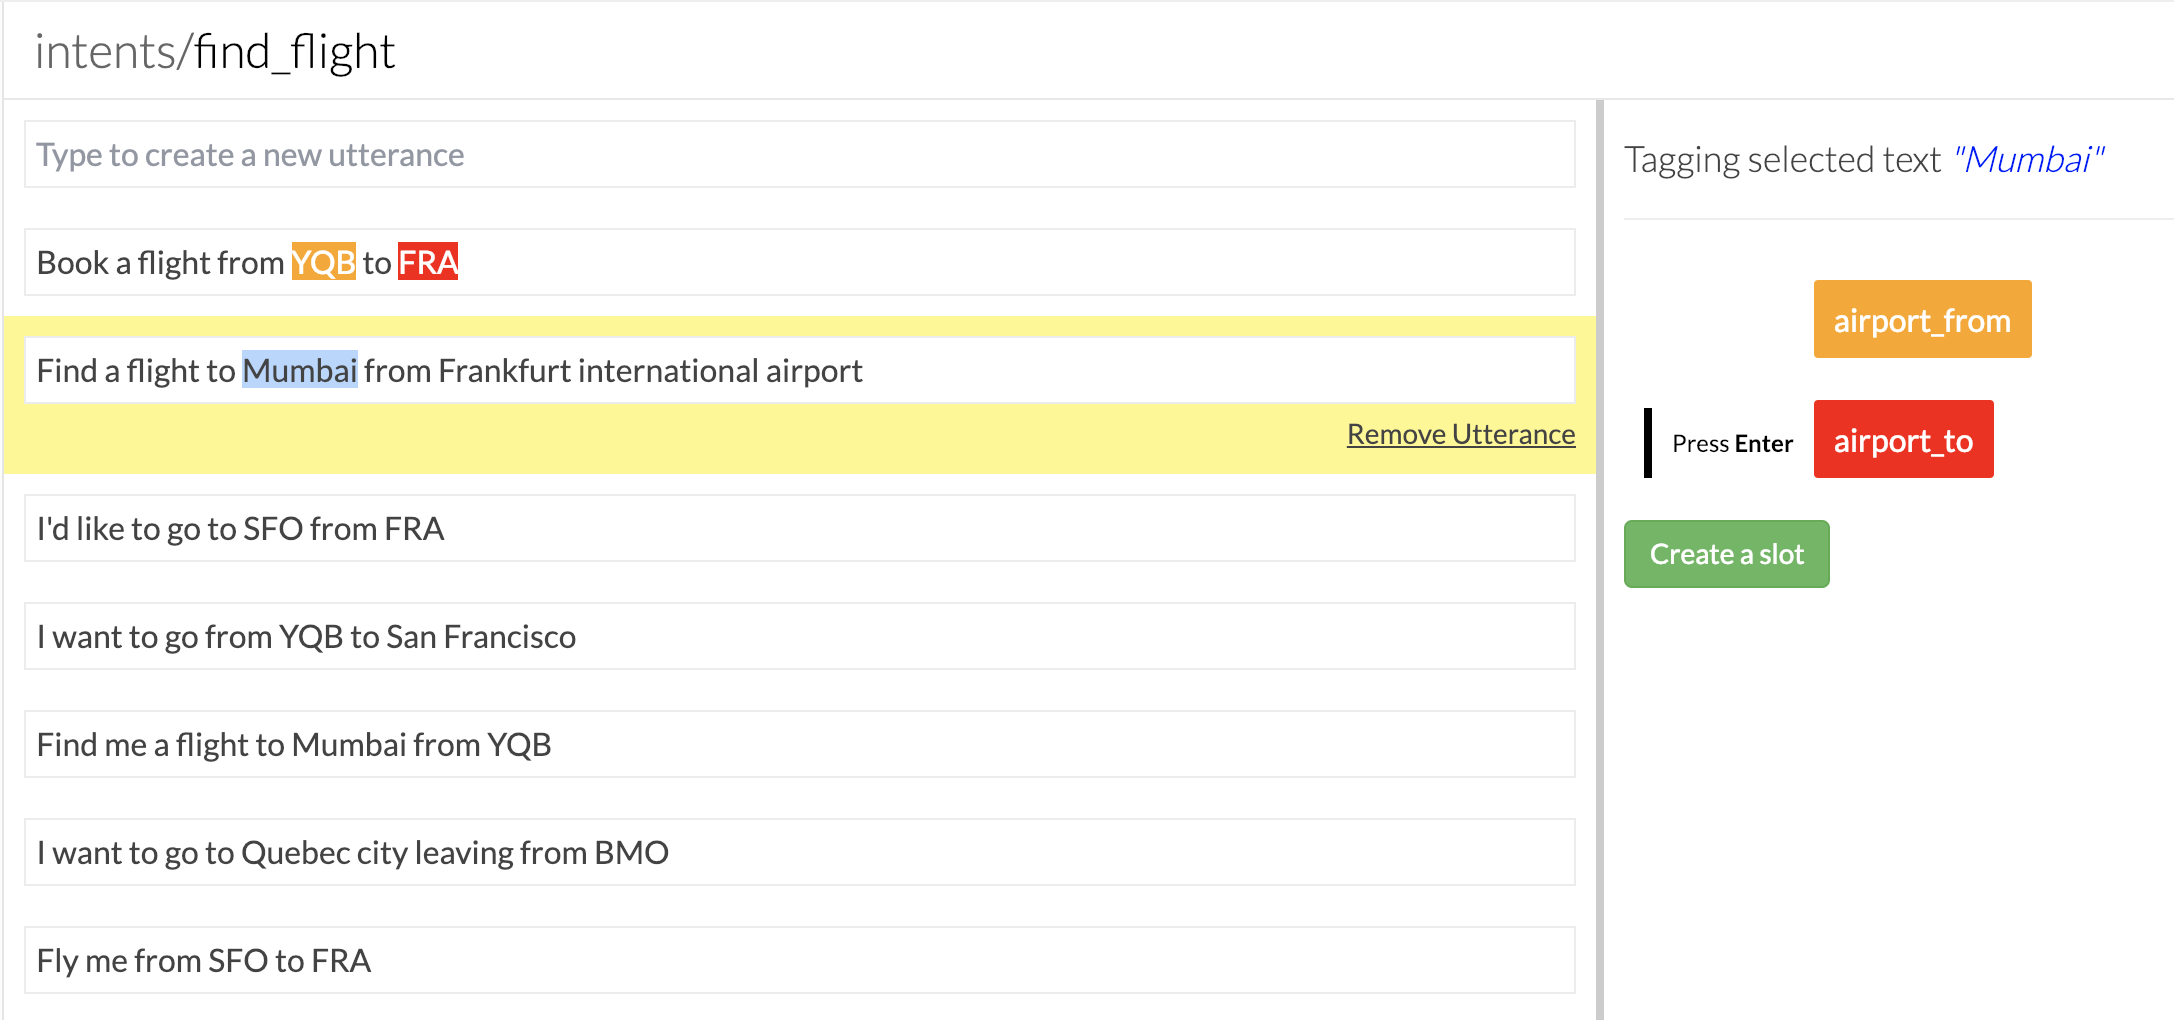 intents/find_flight
Type to create a new utterance
Book a flight from YQB to FRA
Find a flight to Mumbai from Frankfurt international airport
Remove Utterance
I'd like to go to SFO from FRA
I want to go from YQB to San Francisco
Find me a flight to Mumbai from YQB
I want to go to Quebec city leaving from BMO
Fly me from SFO to FRA
Tagging selected text "Mumbai"
airport_from
Press Enter airport_to
Create a slot